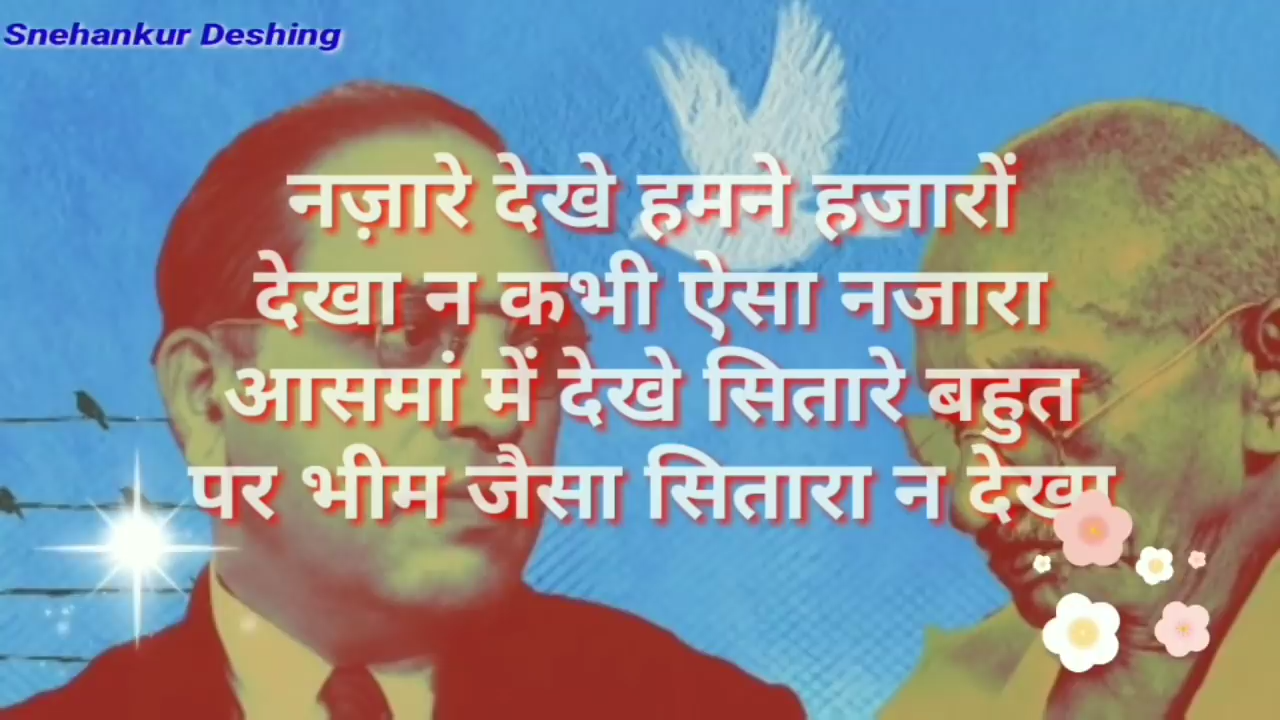 Snehankur Deshing
नज़ारे देखे हमने हजारों
देखा न कभी ऐसा नजारा
आसमां में देखे सितारे बहुत
पर भीम जैसा सितारा न देखा